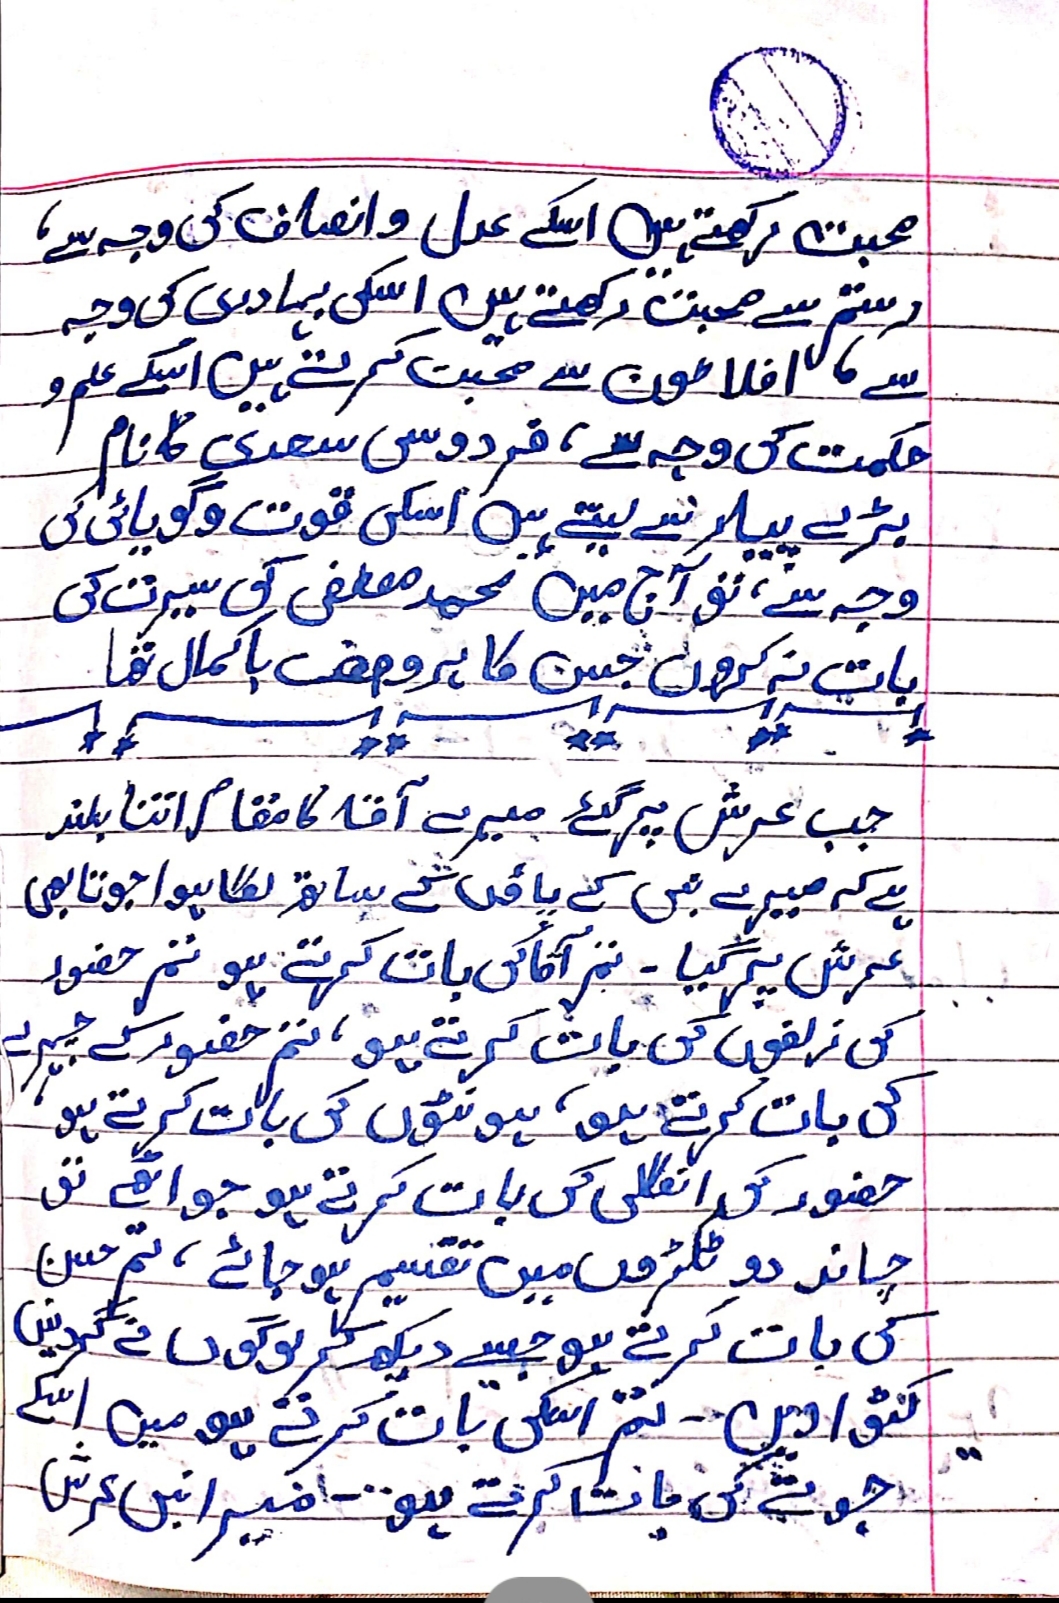 محبت رکھتے ہیں اسکے عدل و انصاف کی وجہ سے،
رستم سے محبت رکھتے ہیں اسکی بہادری کی وجہ
سے، افلاطون سے محبت کرتے ہیں اسکے علم و
حکمت کی وجہ سے، فردوسی سعدی کا نام
بڑے پیار سے لیتے ہیں اسکی قوت و گویائی کی
وجہ سے، تو آج میں محمد مصطفی کی سیرت کی
بات نہ کروں جس کا ہر وصف باکمال تھا
جب عرش پر گئے میرے آقا کا مقام اتنا بلند
ہے کہ میرے نبی کے پاؤں کے ساتھ لگا ہوا جوتا بھی
عرش پر گیا - تم آقا کی بات کرتے ہو تم حضور
کی زلفوں کی بات کرتے ہو، تم حضور کے چہرے
کی بات کرتے ہو، ہونٹوں کی بات کرتے ہو،
حضور کی انگلی کی بات کرتے ہو جو اٹھے تو
چاند دو ٹکڑوں میں تقسیم ہو جائے، تم حسن
کی بات کرتے ہو جسے دیکھ کر لوگوں نے گردنیں
کٹوا دیں -- تم اسکی بات کرتے ہو میں اسکے
جوتے کی بات کرتے ہو -- میرا نبی عرش